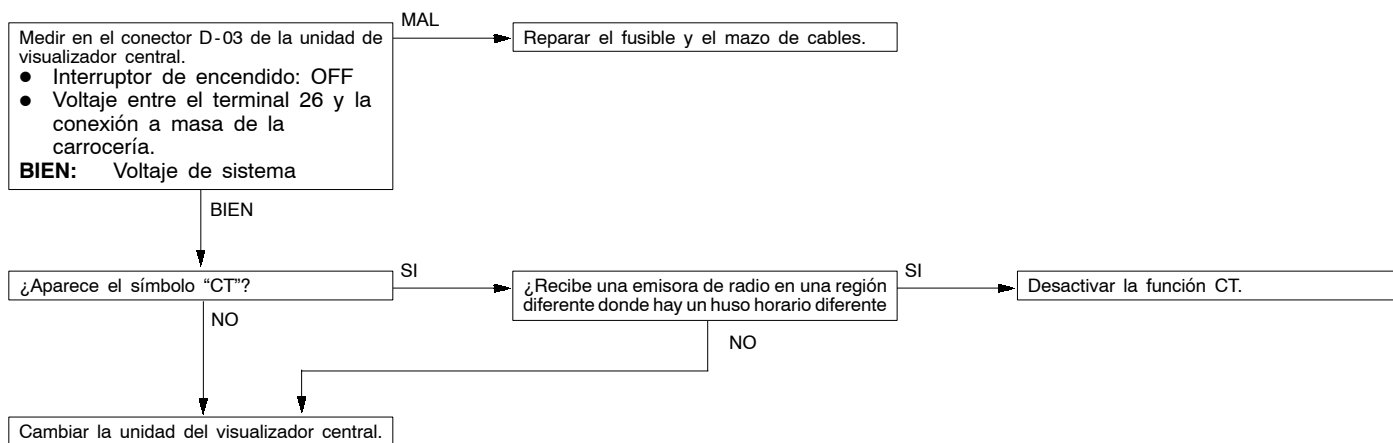 Medir en el conector D-03 de la unidad de
visualizador central.
● Interruptor de encendido: OFF
● Voltaje entre el terminal 26 y la
conexión a masa de la
carrocería.
BIEN: Voltaje de sistema
MAL
Reparar el fusible y el mazo de cables.
BIEN
¿Aparece el símbolo “CT”?
SI
¿Recibe una emisora de radio en una región
diferente donde hay un huso horario diferente
SI
Desactivar la función CT.
NO
NO
Cambiar la unidad del visualizador central.